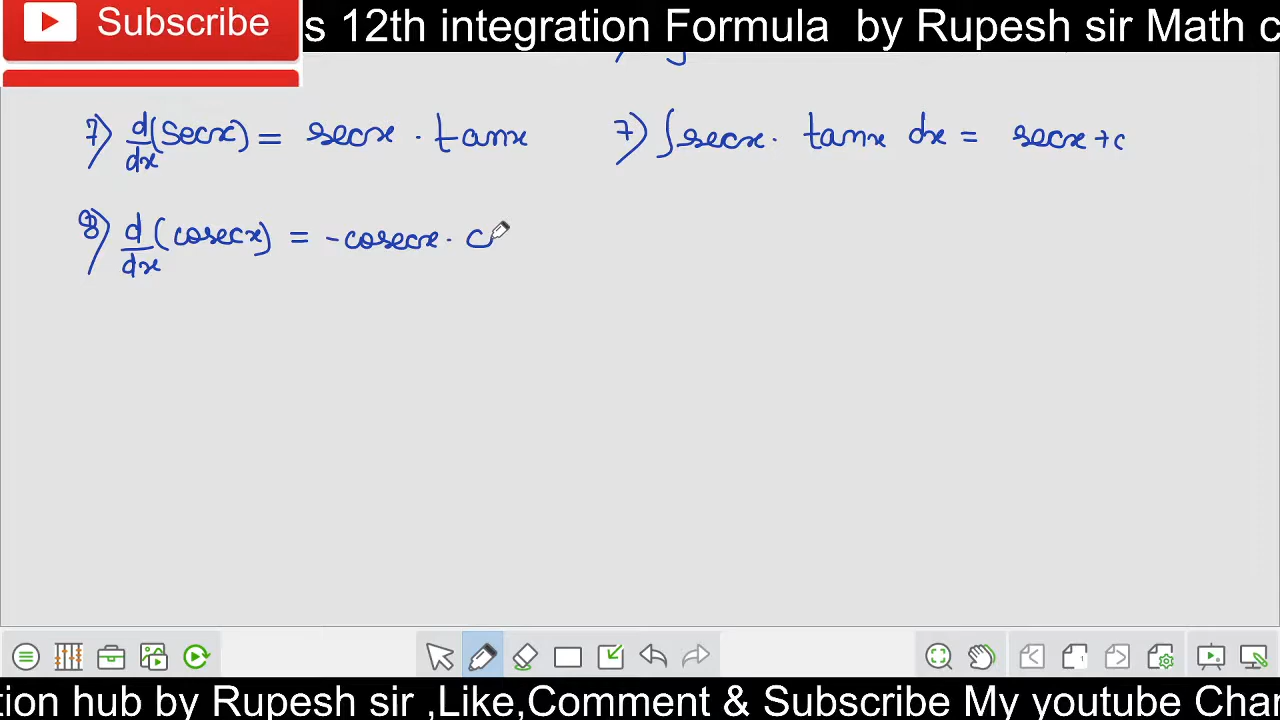 Subscribe
s 12th integration Formula by Rupesh sir Math c
7) d/dx (secx) = secx . tanx
7) ∫secx . tanx dx = secx + c
8) d/dx (cosecx) = -cosecx . c
tion hub by Rupesh sir ,Like,Comment & Subscribe My youtube Chan